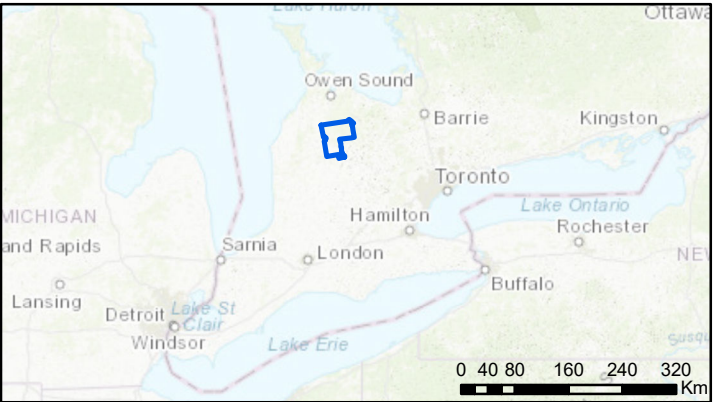 Lake Huron
Ottawa
Owen Sound
Barrie
Kingston
Toronto
MICHIGAN
Hamilton
Lake Ontario
Rochester
and Rapids
Sarnia
London
NEW
Lansing
Buffalo
Detroit
Lake St
Clair
Windsor
Lake Erie
Susqu
0 40 80 160 240 320
Km